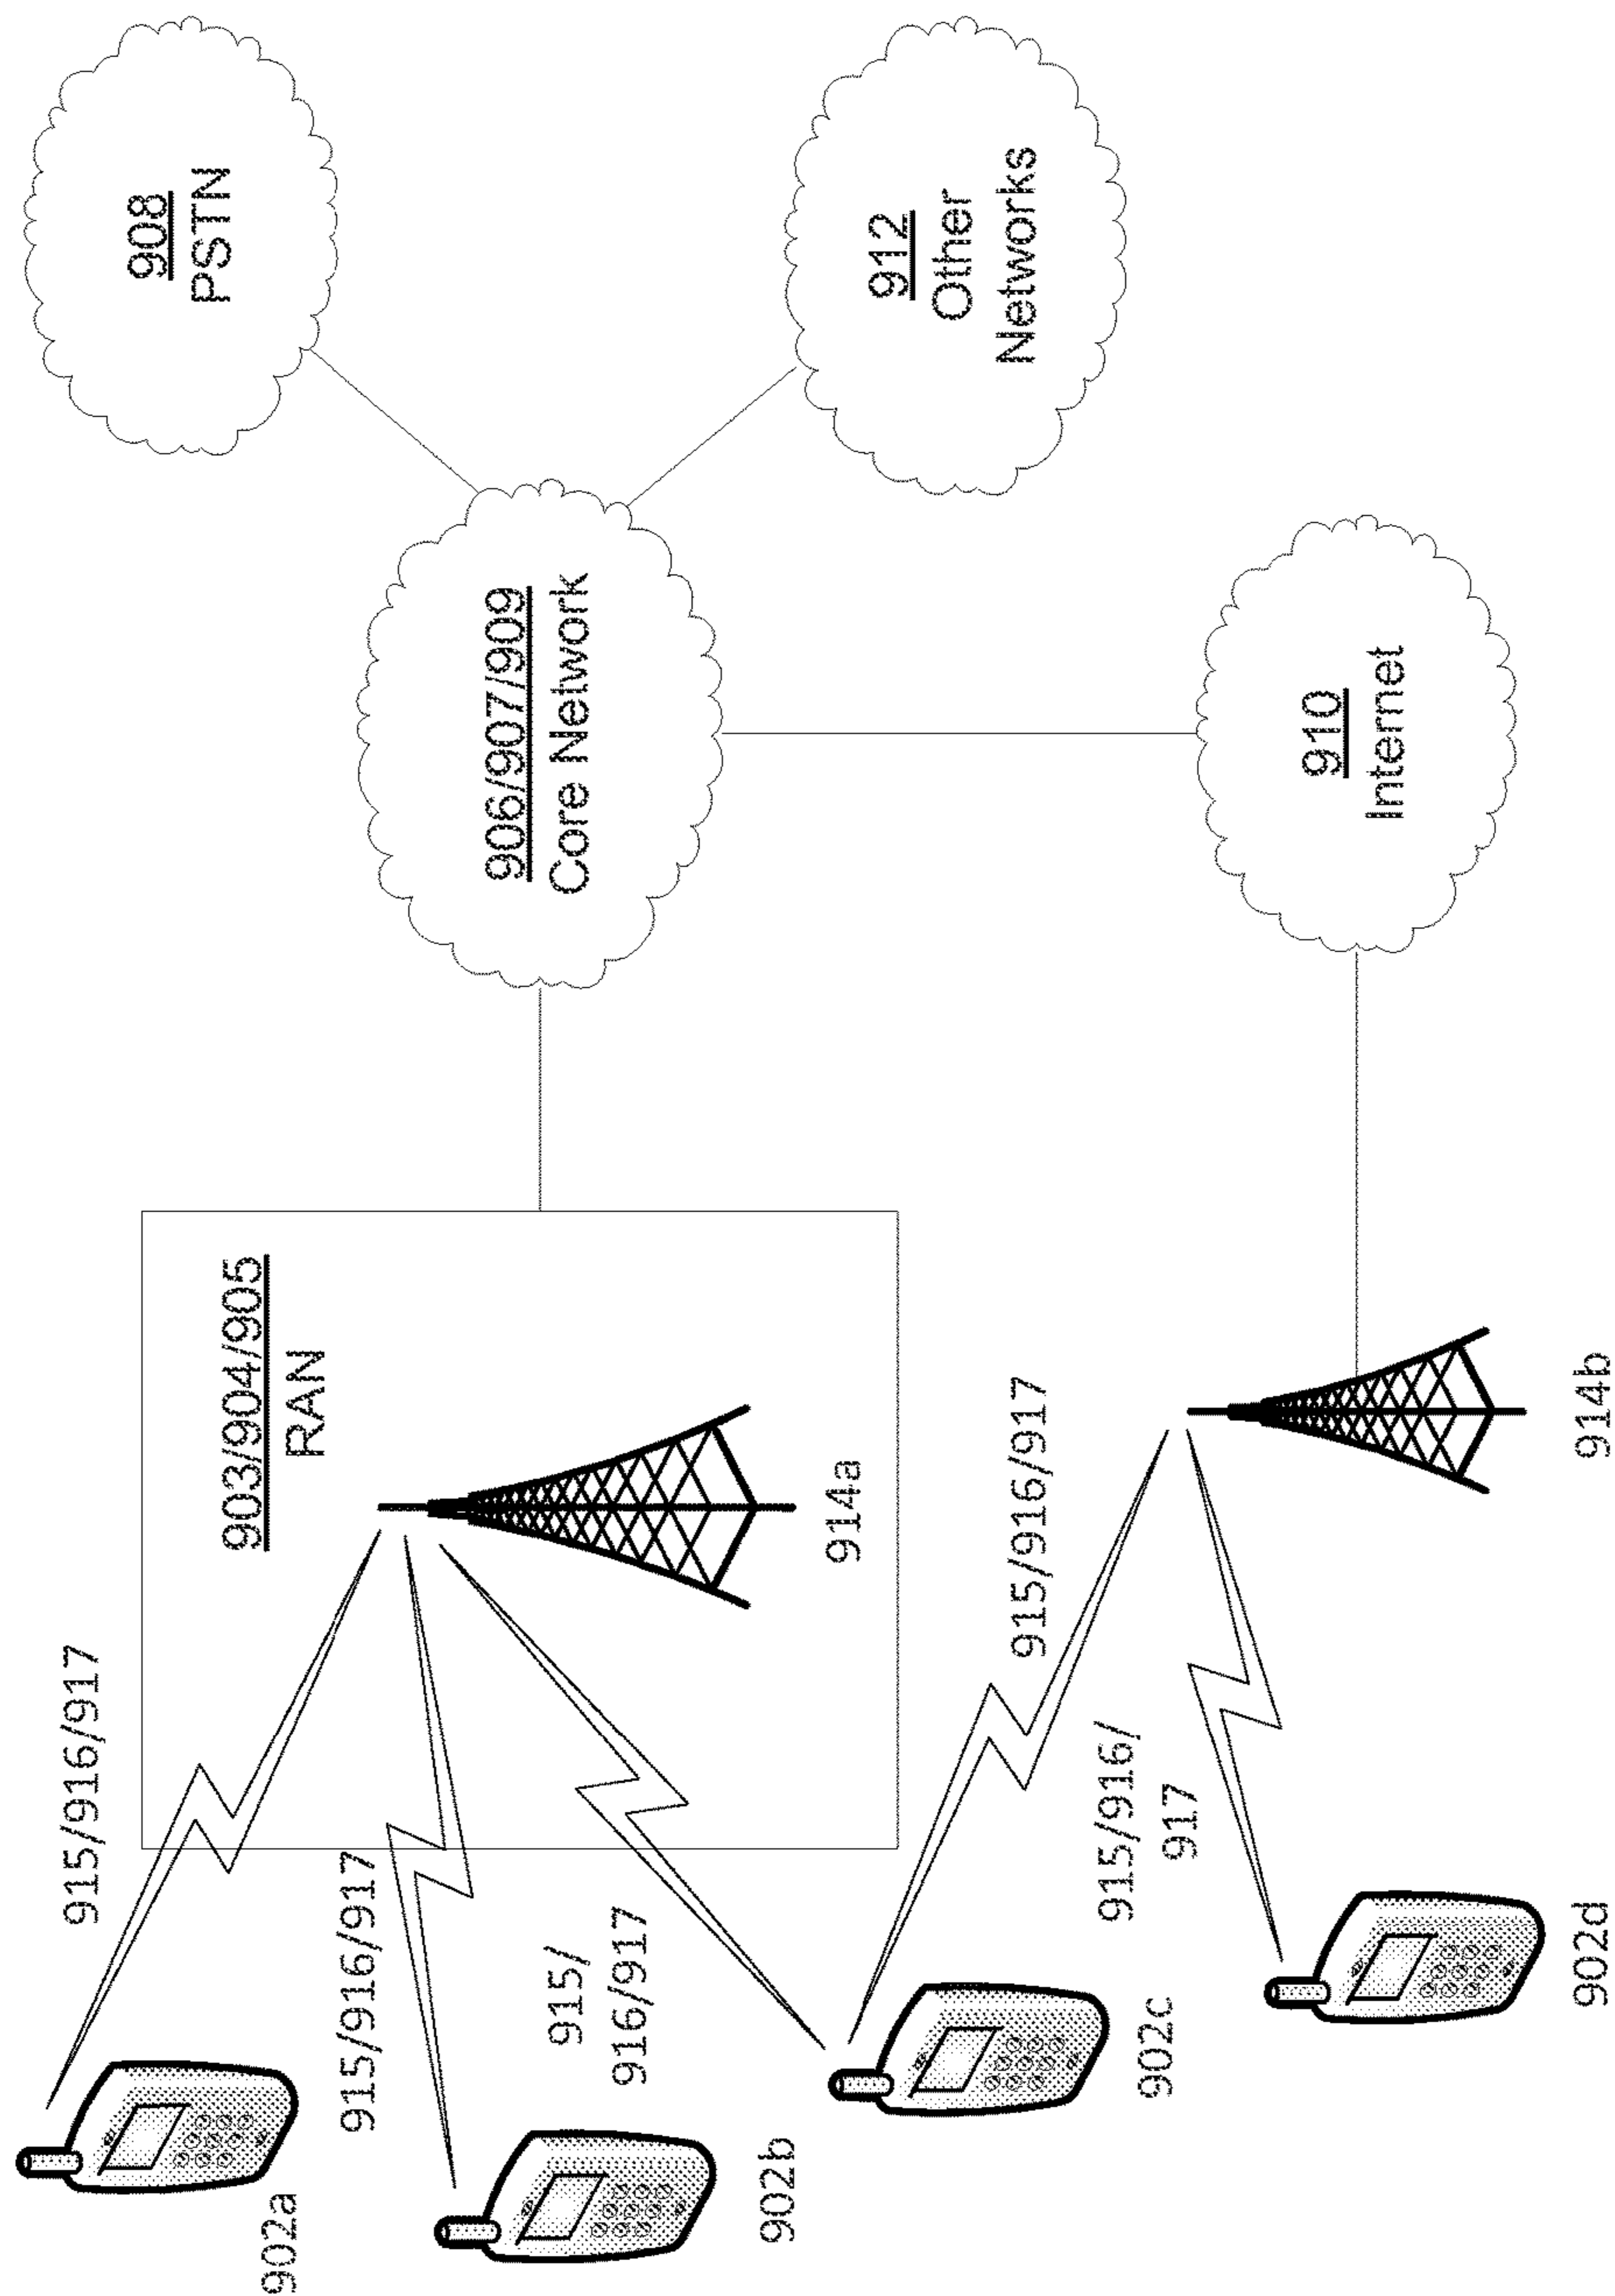 915/916/917
902a
903/904/905
RAN
914a
915/916/917
902b
915/
916/917
902c
915/916/917
915/916/
917
902d
914b
906/907/909
Core Network
908
PSTN
912
Other
Networks
910
Internet